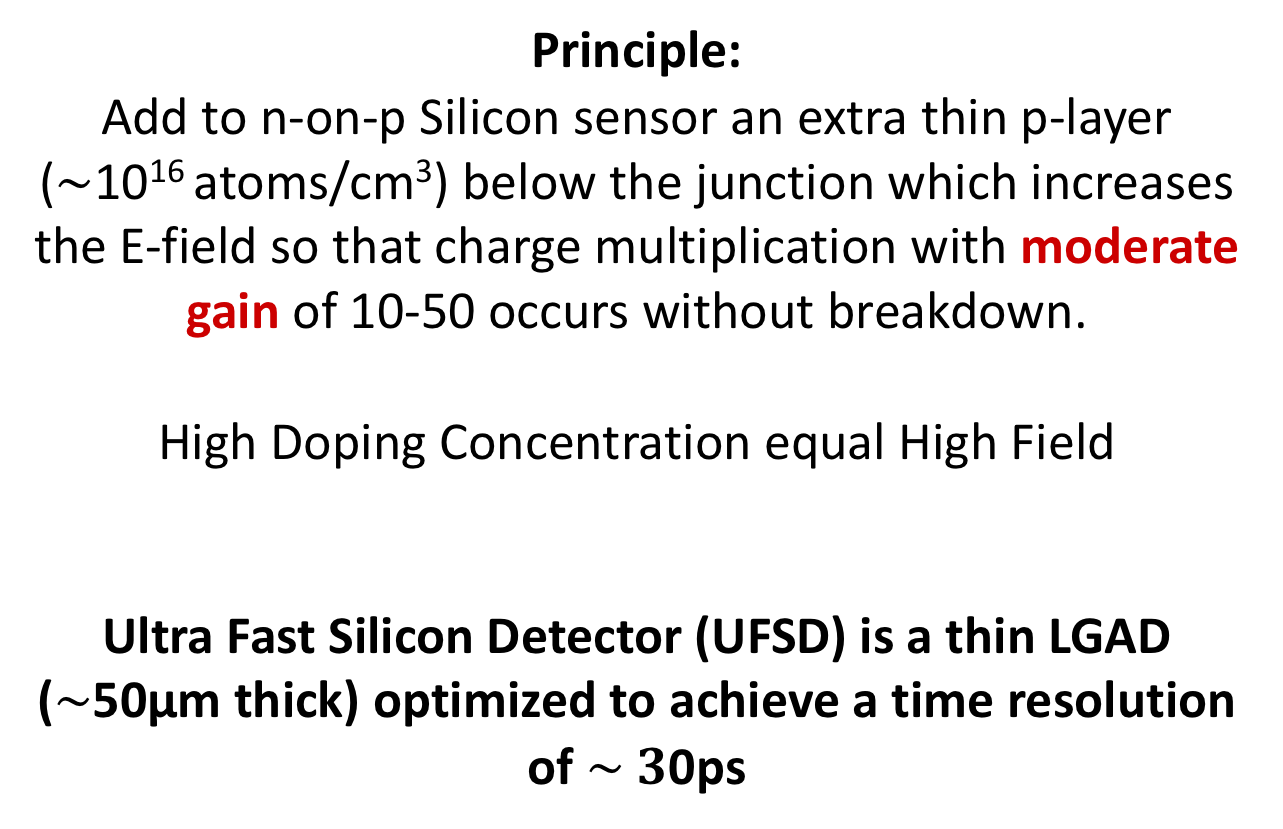 Principle:
Add to n-on-p Silicon sensor an extra thin p-layer
(~10¹⁶ atoms/cm³) below the junction which increases
the E-field so that charge multiplication with moderate
gain of 10-50 occurs without breakdown.
High Doping Concentration equal High Field
Ultra Fast Silicon Detector (UFSD) is a thin LGAD
(~50μm thick) optimized to achieve a time resolution
of ~ 30ps